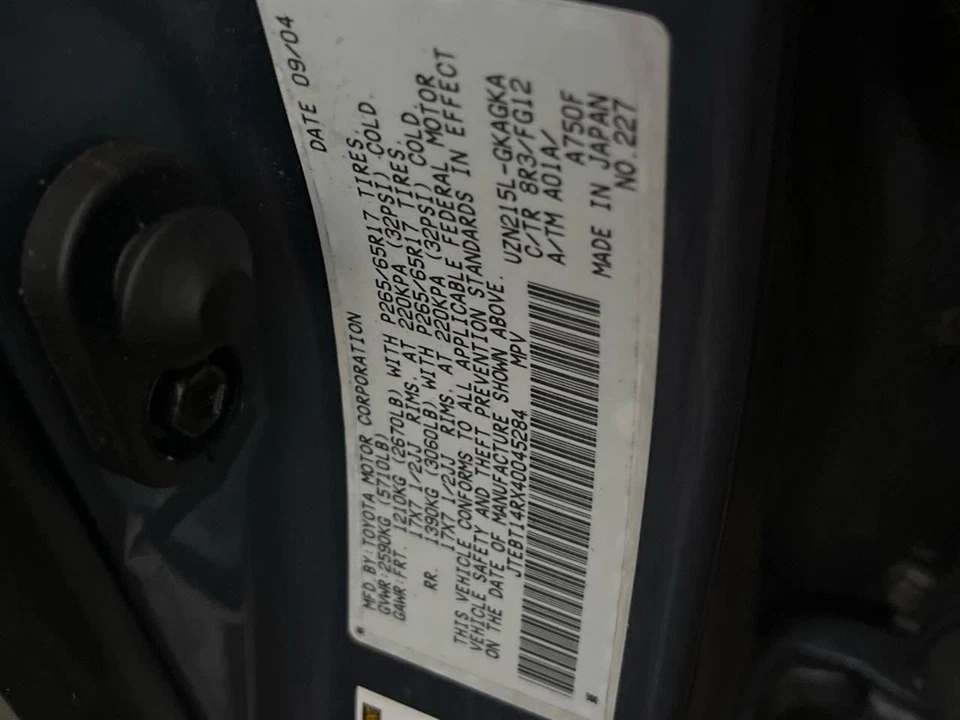 MFD.BY:TOYOTA MOTOR CORPORATION DATE 09/04
GVWR:2590KG (5710LB)
GAWR:FRT. 1210KG (2670LB) WITH P265/65R17 TIRES,
17X7 1/2JJ RIMS, AT 220KPA (32PSI) COLD.
RR. 1390KG (3060LB) WITH P265/65R17 TIRES,
17X7 1/2JJ RIMS, AT 220KPA (32PSI) COLD.
THIS VEHICLE CONFORMS TO ALL APPLICABLE FEDERAL MOTOR
VEHICLE SAFETY AND THEFT PREVENTION STANDARDS IN EFFECT
ON THE DATE OF MANUFACTURE SHOWN ABOVE.
JTEBT14RX40045284 MPV
UZN215L-GKAGKA
C/TR 8R3/FG12
A/TM A01A/
A750F
MADE IN JAPAN
NO.227